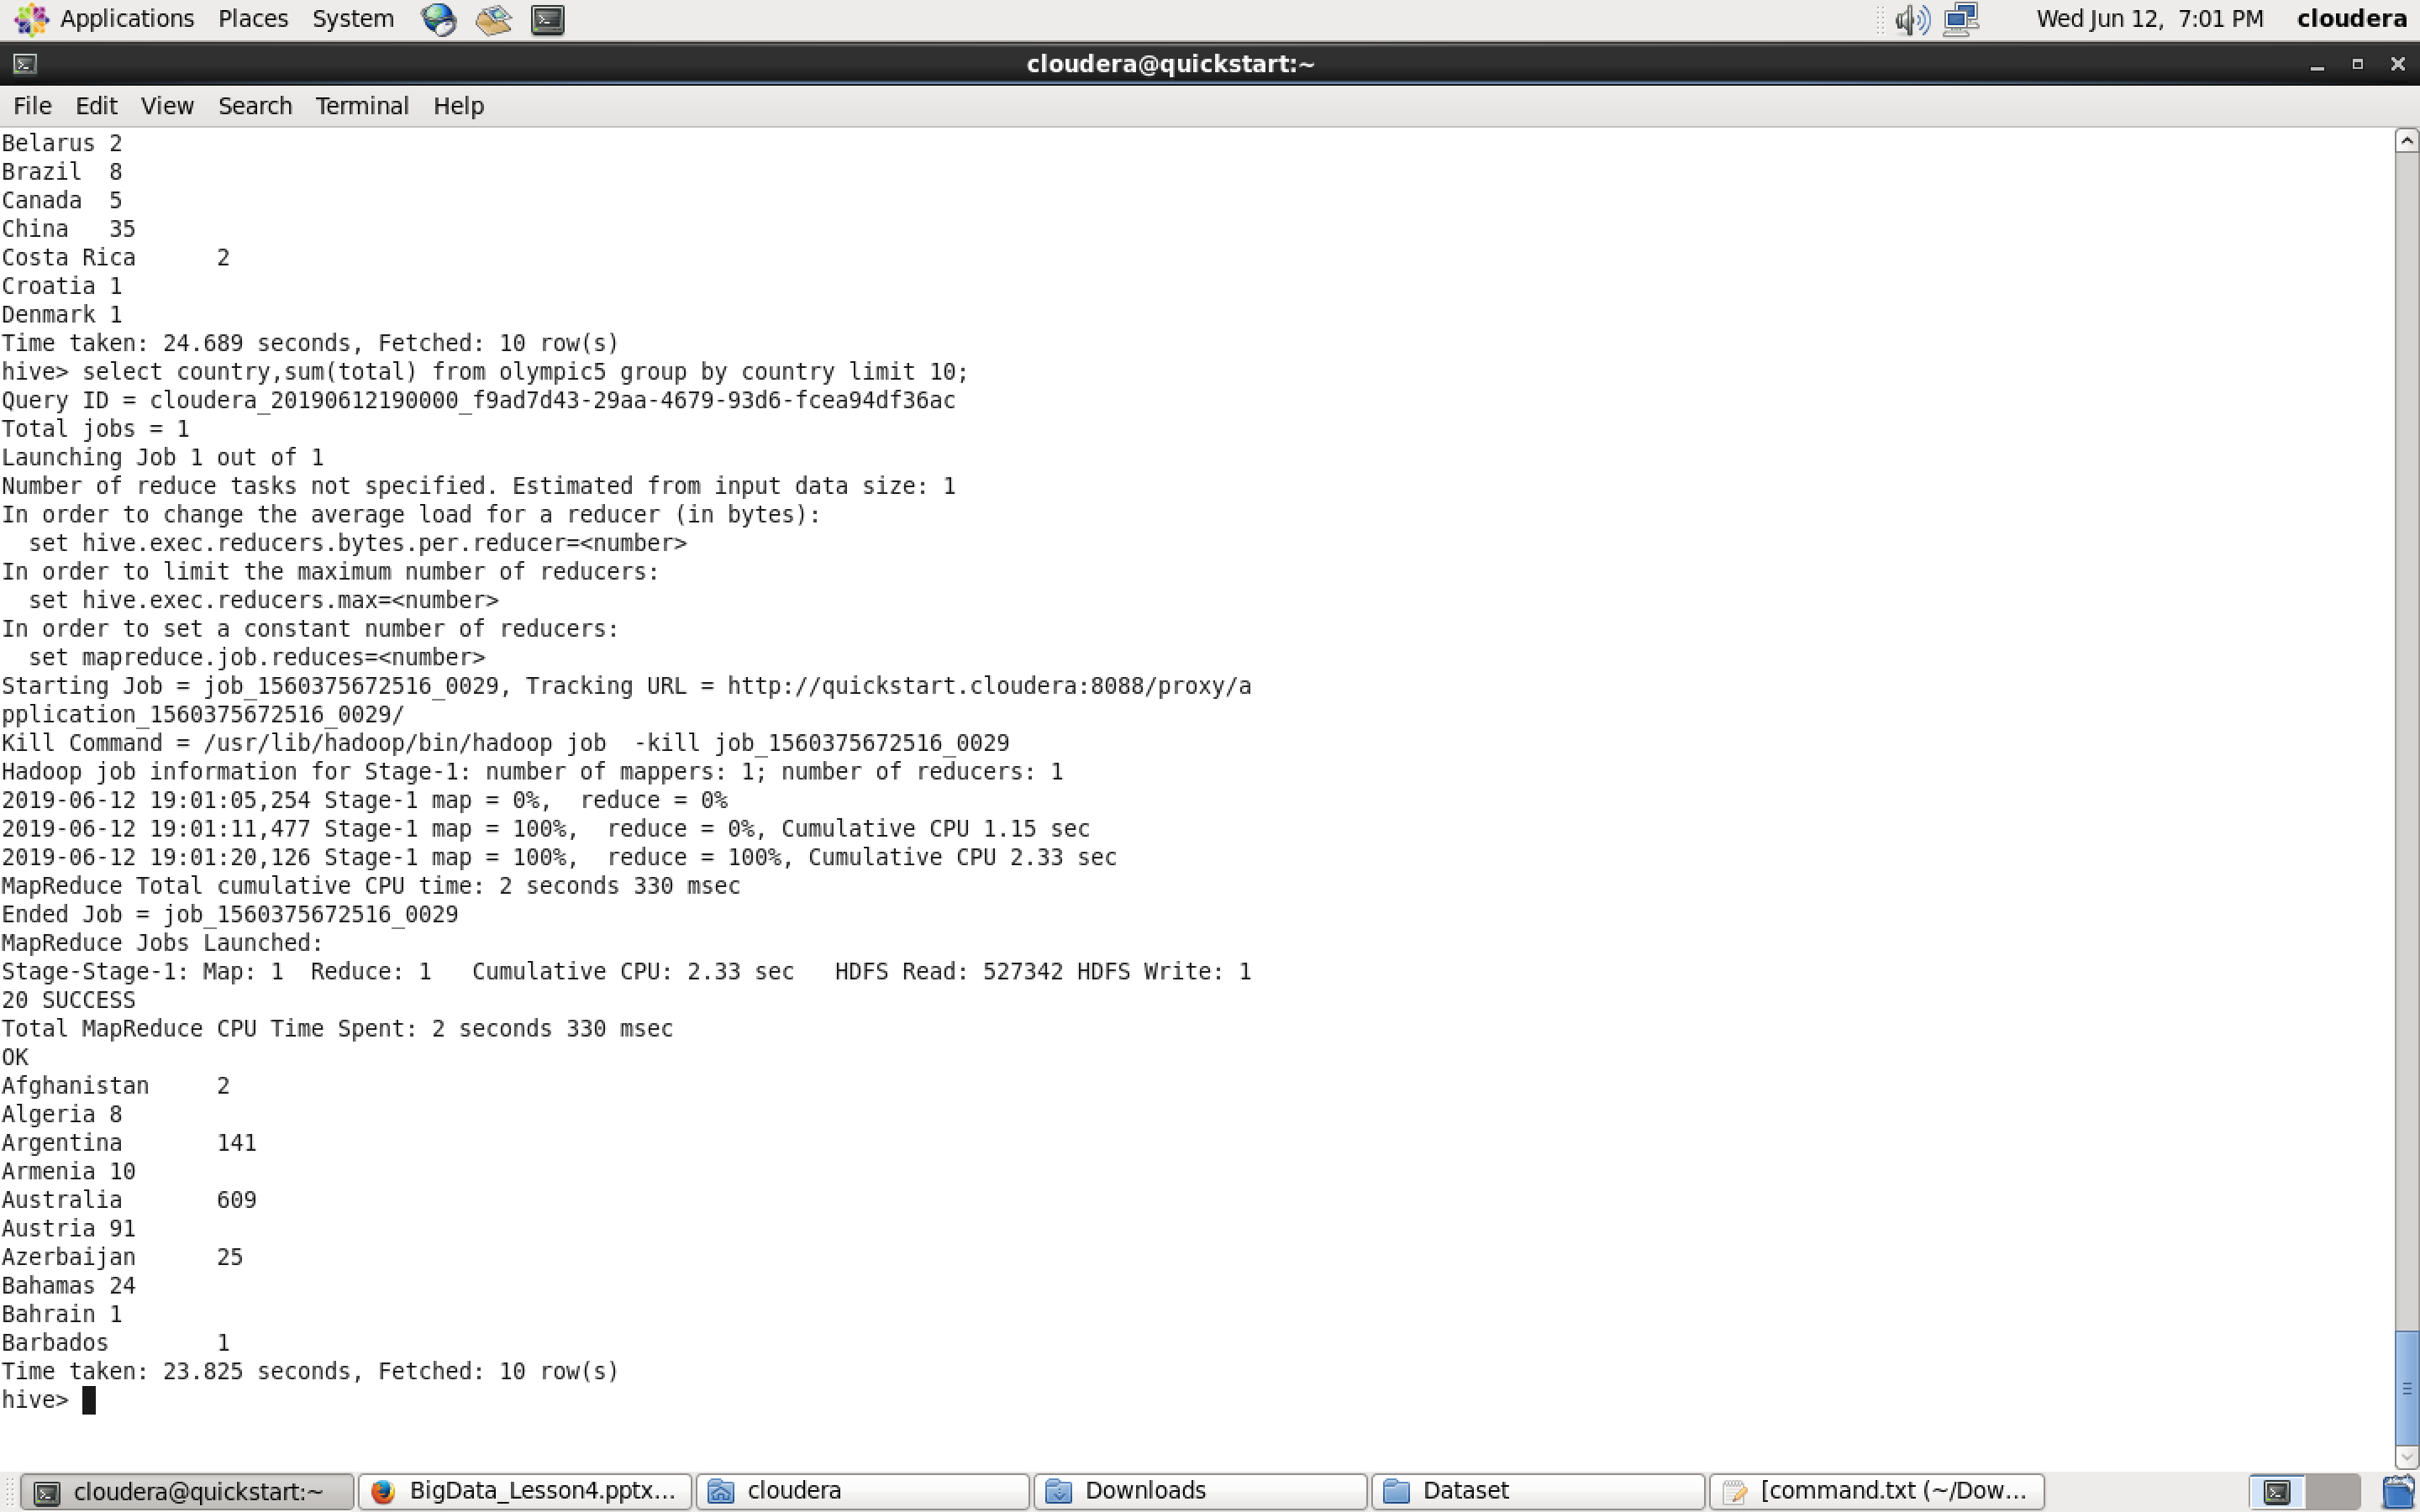 Applications Places System Wed Jun 12, 7:01 PM cloudera
cloudera@quickstart:~
File Edit View Search Terminal Help
Belarus 2
Brazil  8
Canada  5
China   35
Costa Rica      2
Croatia 1
Denmark 1
Time taken: 24.689 seconds, Fetched: 10 row(s)
hive> select country,sum(total) from olympic5 group by country limit 10;
Query ID = cloudera_20190612190000_f9ad7d43-29aa-4679-93d6-fcea94df36ac
Total jobs = 1
Launching Job 1 out of 1
Number of reduce tasks not specified. Estimated from input data size: 1
In order to change the average load for a reducer (in bytes):
  set hive.exec.reducers.bytes.per.reducer=<number>
In order to limit the maximum number of reducers:
  set hive.exec.reducers.max=<number>
In order to set a constant number of reducers:
  set mapreduce.job.reduces=<number>
Starting Job = job_1560375672516_0029, Tracking URL = http://quickstart.cloudera:8088/proxy/a
pplication_1560375672516_0029/
Kill Command = /usr/lib/hadoop/bin/hadoop job  -kill job_1560375672516_0029
Hadoop job information for Stage-1: number of mappers: 1; number of reducers: 1
2019-06-12 19:01:05,254 Stage-1 map = 0%,  reduce = 0%
2019-06-12 19:01:11,477 Stage-1 map = 100%,  reduce = 0%, Cumulative CPU 1.15 sec
2019-06-12 19:01:20,126 Stage-1 map = 100%,  reduce = 100%, Cumulative CPU 2.33 sec
MapReduce Total cumulative CPU time: 2 seconds 330 msec
Ended Job = job_1560375672516_0029
MapReduce Jobs Launched:
Stage-Stage-1: Map: 1  Reduce: 1   Cumulative CPU: 2.33 sec   HDFS Read: 527342 HDFS Write: 1
20 SUCCESS
Total MapReduce CPU Time Spent: 2 seconds 330 msec
OK
Afghanistan     2
Algeria 8
Argentina       141
Armenia 10
Australia       609
Austria 91
Azerbaijan      25
Bahamas 24
Bahrain 1
Barbados        1
Time taken: 23.825 seconds, Fetched: 10 row(s)
hive>
cloudera@quickstart:~ BigData_Lesson4.pptx... cloudera Downloads Dataset [command.txt (~/Dow...